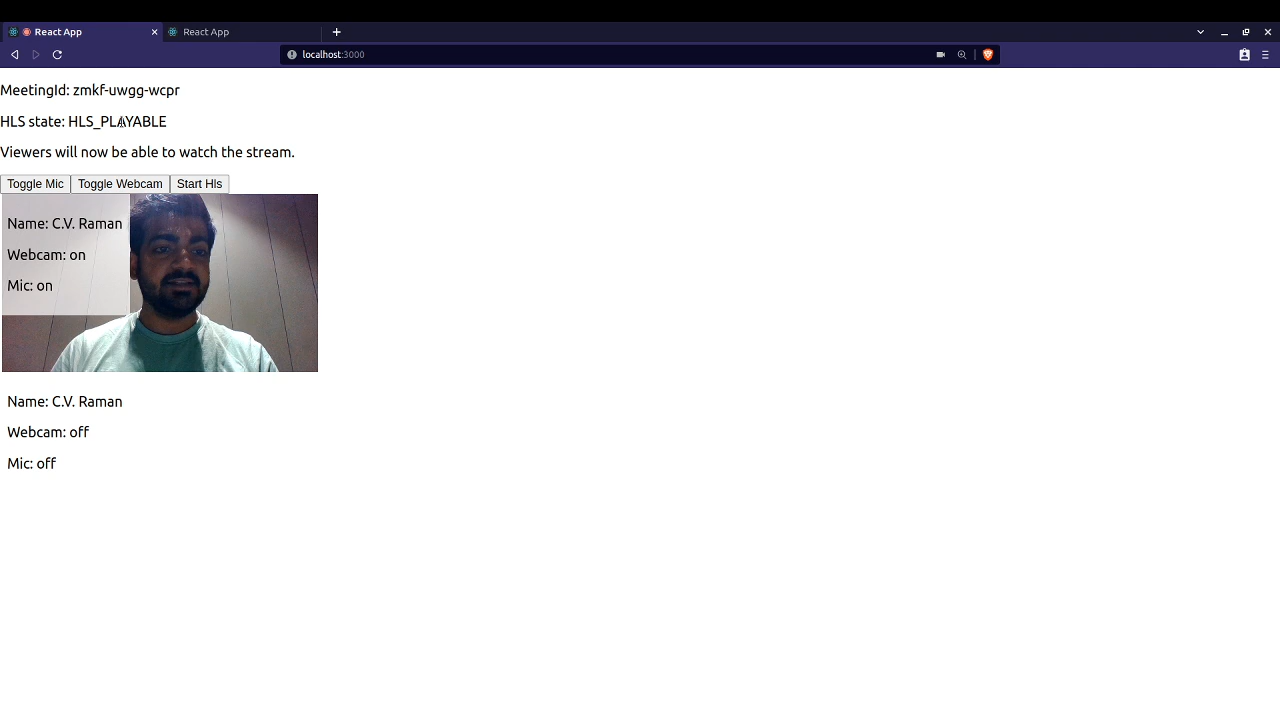 React App
React App
localhost:3000
MeetingId: zmkf-uwgg-wcpr
HLS state: HLS_PLAYABLE
Viewers will now be able to watch the stream.
Toggle Mic Toggle Webcam Start Hls
Name: C.V. Raman
Webcam: on
Mic: on
Name: C.V. Raman
Webcam: off
Mic: off